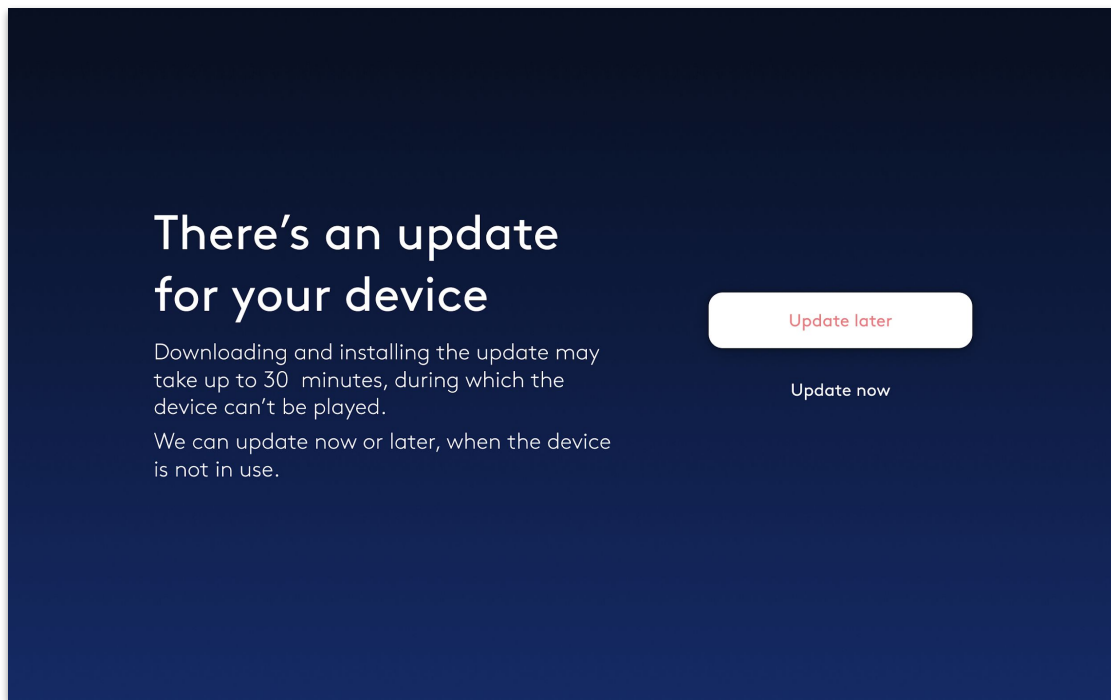 There’s an update
for your device
Downloading and installing the update may
take up to 30  minutes, during which the
device can’t be played.
We can update now or later, when the device
is not in use.
Update later
Update now